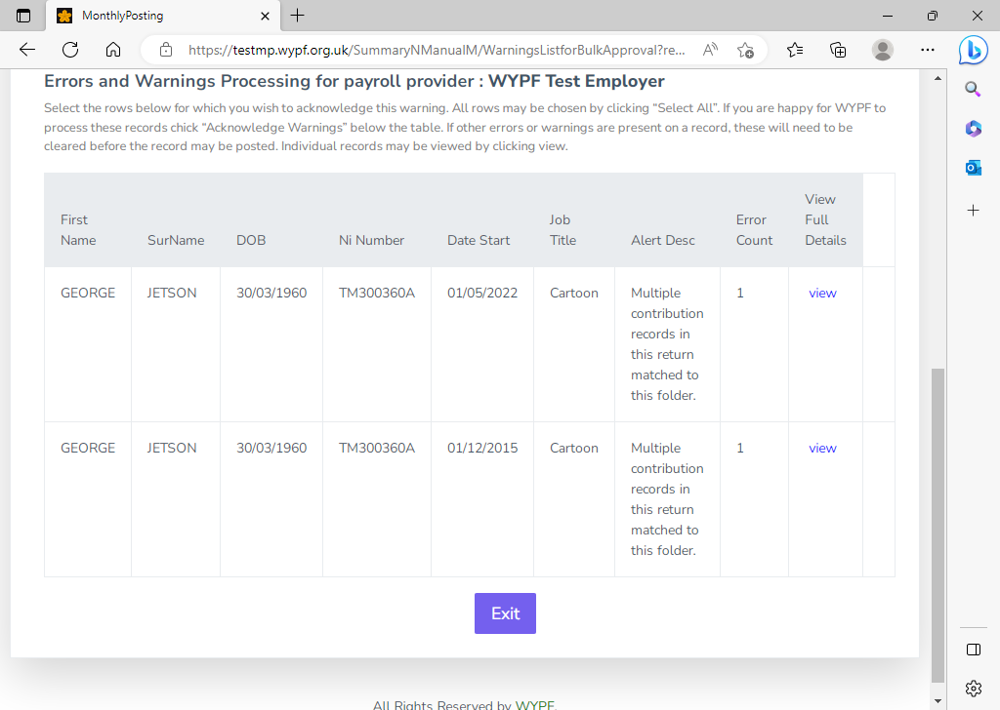 MonthlyPosting
https://testmp.wypf.org.uk/SummaryNManualM/WarningsListforBulkApproval?re...
Errors and Warnings Processing for payroll provider : WYPF Test Employer
Select the rows below for which you wish to acknowledge this warning. All rows may be chosen by clicking “Select All”. If you are happy for WYPF to
process these records chick “Acknowledge Warnings” below the table. If other errors or warnings are present on a record, these will need to be
cleared before the record may be posted. Individual records may be viewed by clicking view.
First Name SurName DOB Ni Number Date Start Job Title Alert Desc Error Count View Full Details
GEORGE JETSON 30/03/1960 TM300360A 01/05/2022 Cartoon Multiple 1 view
contribution
records in
this return
matched to
this folder.
GEORGE JETSON 30/03/1960 TM300360A 01/12/2015 Cartoon Multiple 1 view
contribution
records in
this return
matched to
this folder.
Exit
All Rights Reserved by WYPF.